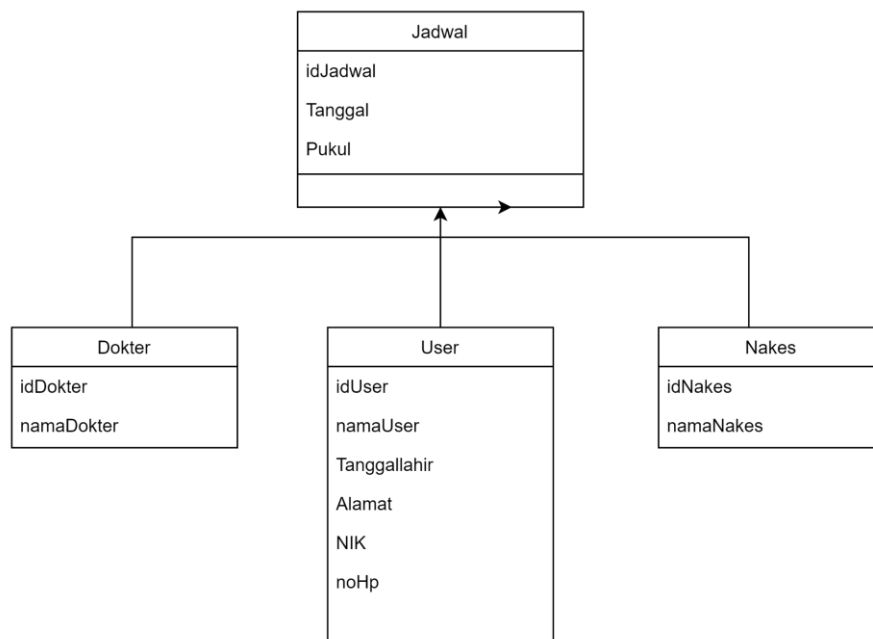 Jadwal
idJadwal
Tanggal
Pukul
Dokter
idDokter
namaDokter
User
idUser
namaUser
Tanggallahir
Alamat
NIK
noHp
Nakes
idNakes
namaNakes